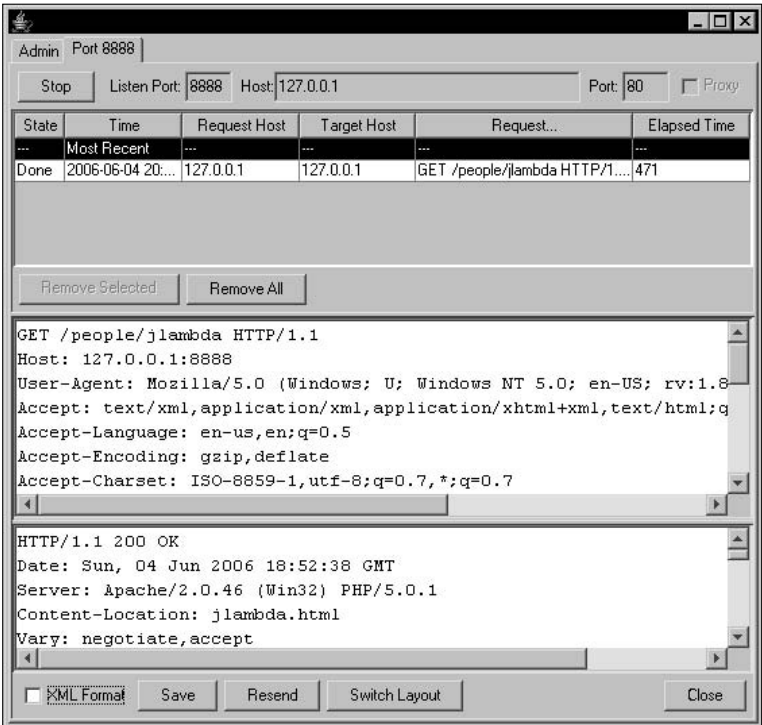 Admin Port 8888
Stop Listen Port: 8888 Host: 127.0.0.1 Port: 80 Proxy
State Time Request Host Target Host Request... Elapsed Time
--- Most Recent --- --- --- ---
Done 2006-06-04 20:... 127.0.0.1 127.0.0.1 GET /people/jlambda HTTP/1.... 471
Remove Selected Remove All
GET /people/jlambda HTTP/1.1
Host: 127.0.0.1:8888
User-Agent: Mozilla/5.0 (Windows; U; Windows NT 5.0; en-US; rv:1.8
Accept: text/xml,application/xml,application/xhtml+xml,text/html;q
Accept-Language: en-us,en;q=0.5
Accept-Encoding: gzip,deflate
Accept-Charset: ISO-8859-1,utf-8;q=0.7,*;q=0.7
HTTP/1.1 200 OK
Date: Sun, 04 Jun 2006 18:52:38 GMT
Server: Apache/2.0.46 (Win32) PHP/5.0.1
Content-Location: jlambda.html
Vary: negotiate,accept
XML Format Save Resend Switch Layout Close